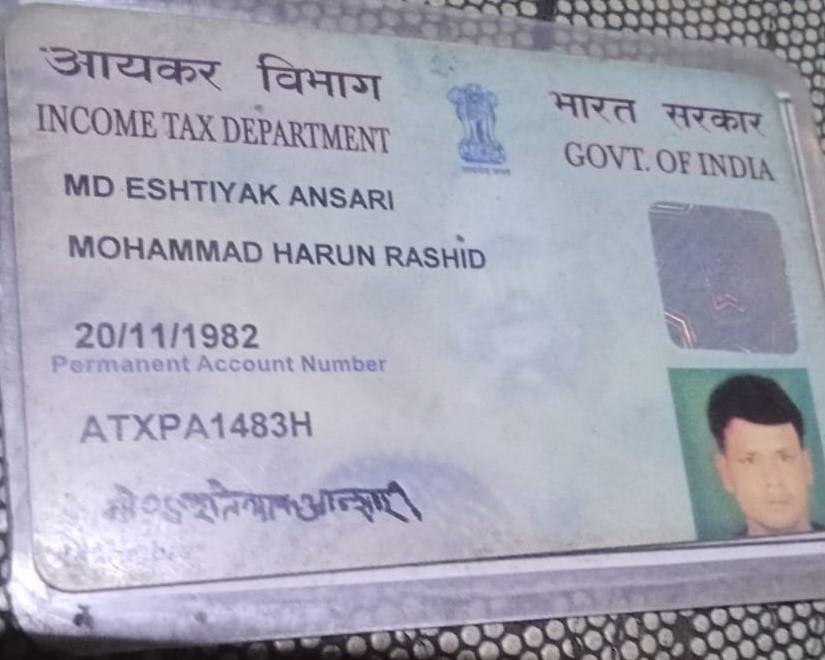 आयकर विभाग
INCOME TAX DEPARTMENT
भारत सरकार
GOVT. OF INDIA
MD ESHTIYAK ANSARI
MOHAMMAD HARUN RASHID
20/11/1982
Permanent Account Number
ATXPA1483H